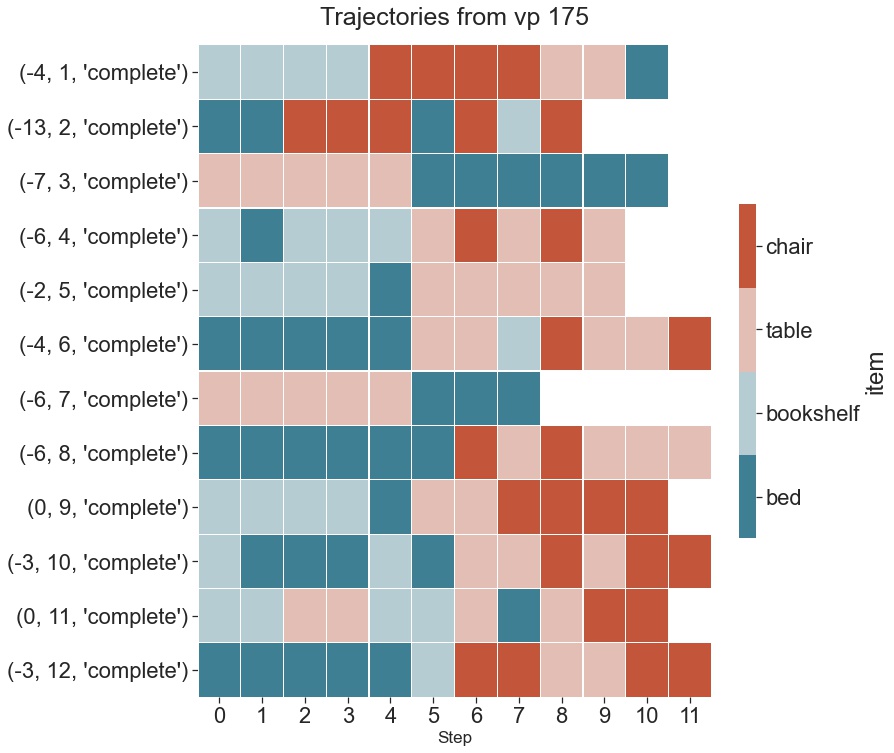 Trajectories from vp 175
(-4, 1, 'complete')
(-13, 2, 'complete')
(-7, 3, 'complete')
(-6, 4, 'complete')
(-2, 5, 'complete')
(-4, 6, 'complete')
(-6, 7, 'complete')
(-6, 8, 'complete')
(0, 9, 'complete')
(-3, 10, 'complete')
(0, 11, 'complete')
(-3, 12, 'complete')
0 1 2 3 4 5 6 7 8 9 10 11
Step
chair
table
bookshelf
bed
item